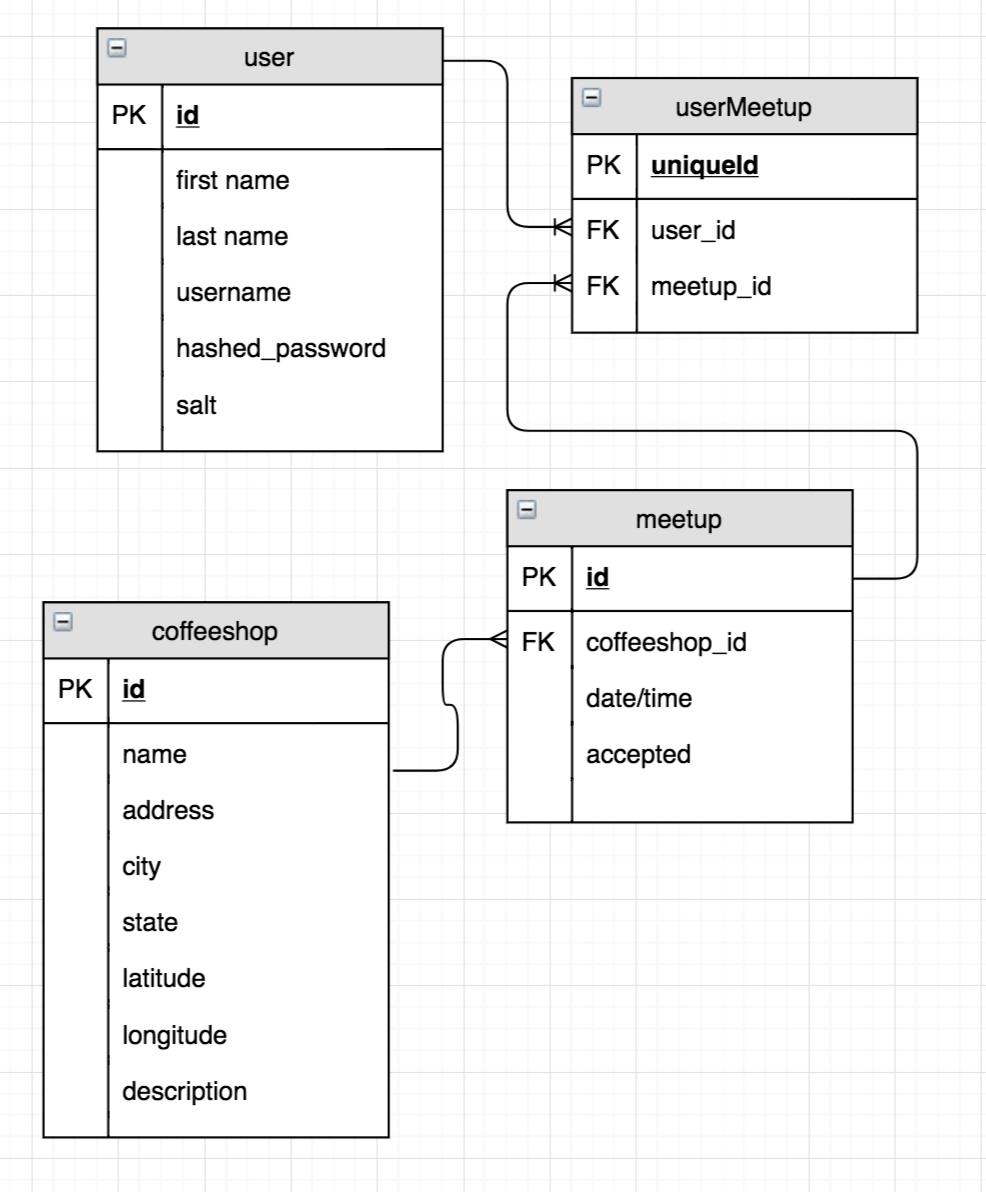 user
PK id
first name
last name
username
hashed_password
salt
userMeetup
PK uniqueId
FK user_id
FK meetup_id
meetup
PK id
FK coffeeshop_id
date/time
accepted
coffeeshop
PK id
name
address
city
state
latitude
longitude
description